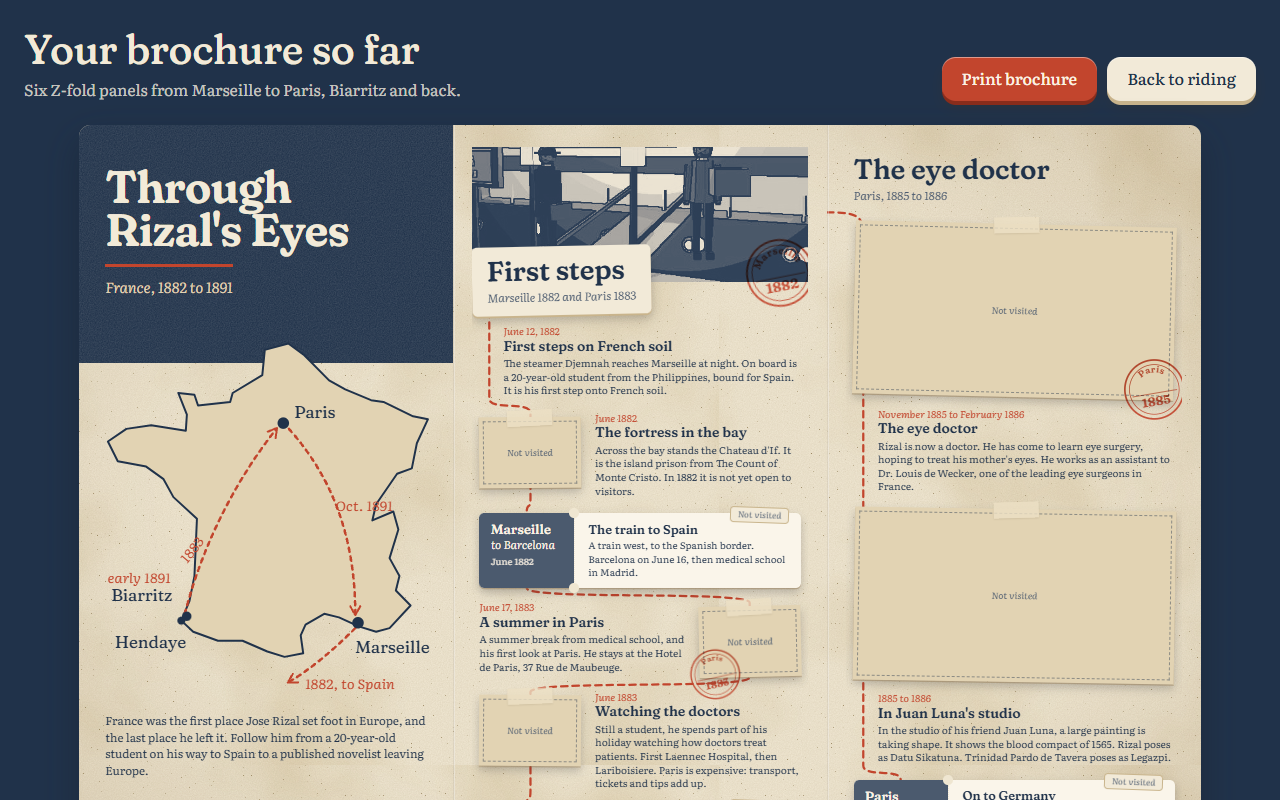 Your brochure so far
Six Z-fold panels from Marseille to Paris, Biarritz and back.
Print brochure
Back to riding
Through
Rizal's Eyes
France, 1882 to 1891
Paris
Oct. 1891
1883
early 1891
Biarritz
Hendaye
Marseille
1882, to Spain
France was the first place Jose Rizal set foot in Europe, and
the last place he left it. Follow him from a 20-year-old
student on his way to Spain to a published novelist leaving
Europe.
First steps
Marseille 1882 and Paris 1883
Marseille
1882
June 12, 1882
First steps on French soil
The steamer Djemnah reaches Marseille at night. On board is
a 20-year-old student from the Philippines, bound for Spain.
It is his first step onto French soil.
Not visited
June 1882
The fortress in the bay
Across the bay stands the Chateau d'If. It
is the island prison from The Count of
Monte Cristo. In 1882 it is not yet open to
visitors.
Marseille
to Barcelona
June 1882
Not visited
The train to Spain
A train west, to the Spanish border.
Barcelona on June 16, then medical school
in Madrid.
June 17, 1883
A summer in Paris
A summer break from medical school, and
his first look at Paris. He stays at the Hotel
de Paris, 37 Rue de Maubeuge.
Not visited
Paris
1883
Not visited
June 1883
Watching the doctors
Still a student, he spends part of his
holiday watching how doctors treat
patients. First Laennec Hospital, then
Lariboisiere. Paris is expensive: transport,
tickets and tips add up.
The eye doctor
Paris, 1885 to 1886
Not visited
Paris
1885
November 1885 to February 1886
The eye doctor
Rizal is now a doctor. He has come to learn eye surgery,
hoping to treat his mother's eyes. He works as an assistant to
Dr. Louis de Wecker, one of the leading eye surgeons in
France.
Not visited
1885 to 1886
In Juan Luna's studio
In the studio of his friend Juan Luna, a large painting is
taking shape. It shows the blood compact of 1565. Rizal poses
as Datu Sikatuna. Trinidad Pardo de Tavera poses as Legazpi.
Not visited
Paris
On to Germany